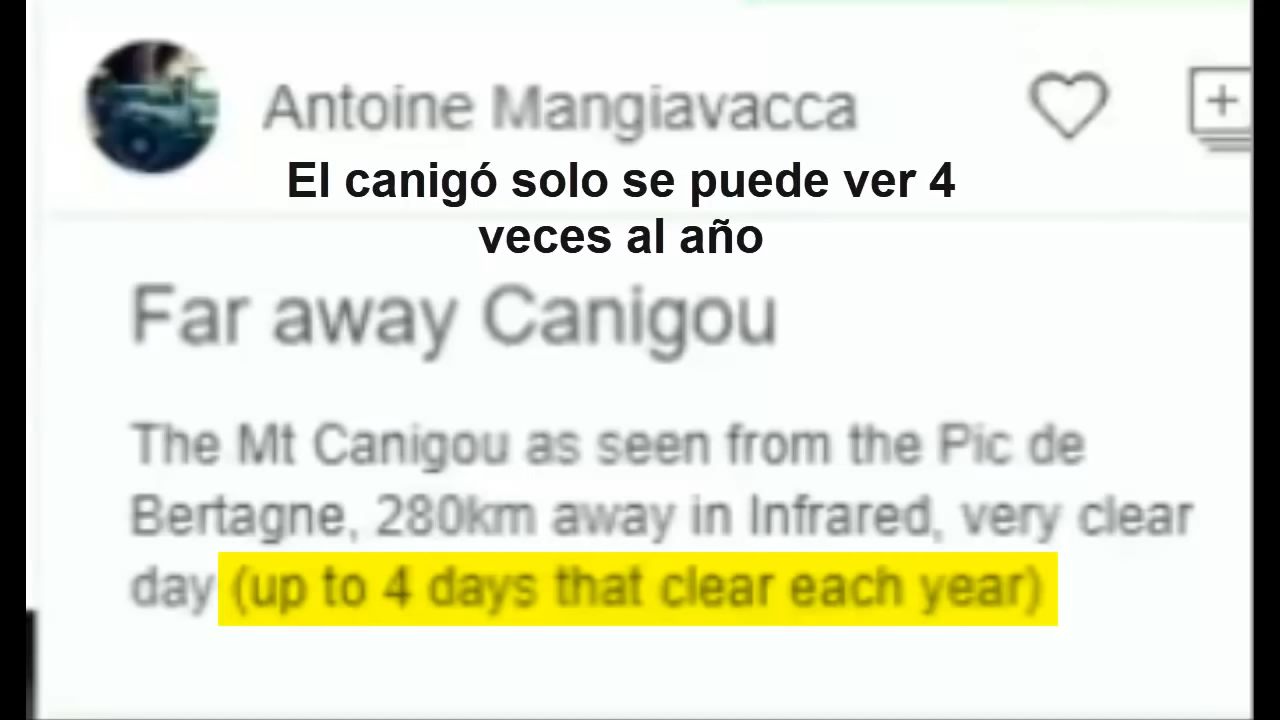 Antoine Mangiavacca
El canigó solo se puede ver 4
veces al año
Far away Canigou
The Mt Canigou as seen from the Pic de
Bertagne, 280km away in Infrared, very clear
day (up to 4 days that clear each year)